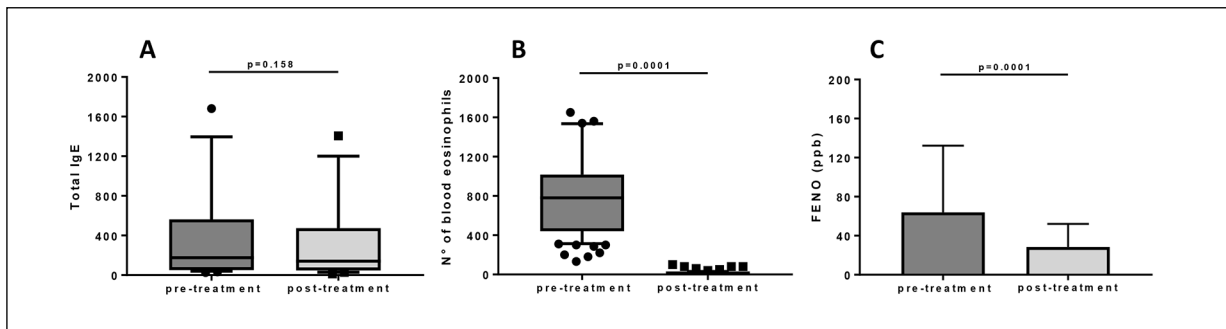 A
p=0.158
Total IgE
2000
1600
1200
800
400
0
pre-treatment post-treatment
B
p=0.0001
N° of blood eosinophils
2000
1600
1200
800
400
0
pre-treatment post-treatment
C
p=0.0001
FENO (ppb)
200
160
120
80
40
0
pre-treatment post-treatment